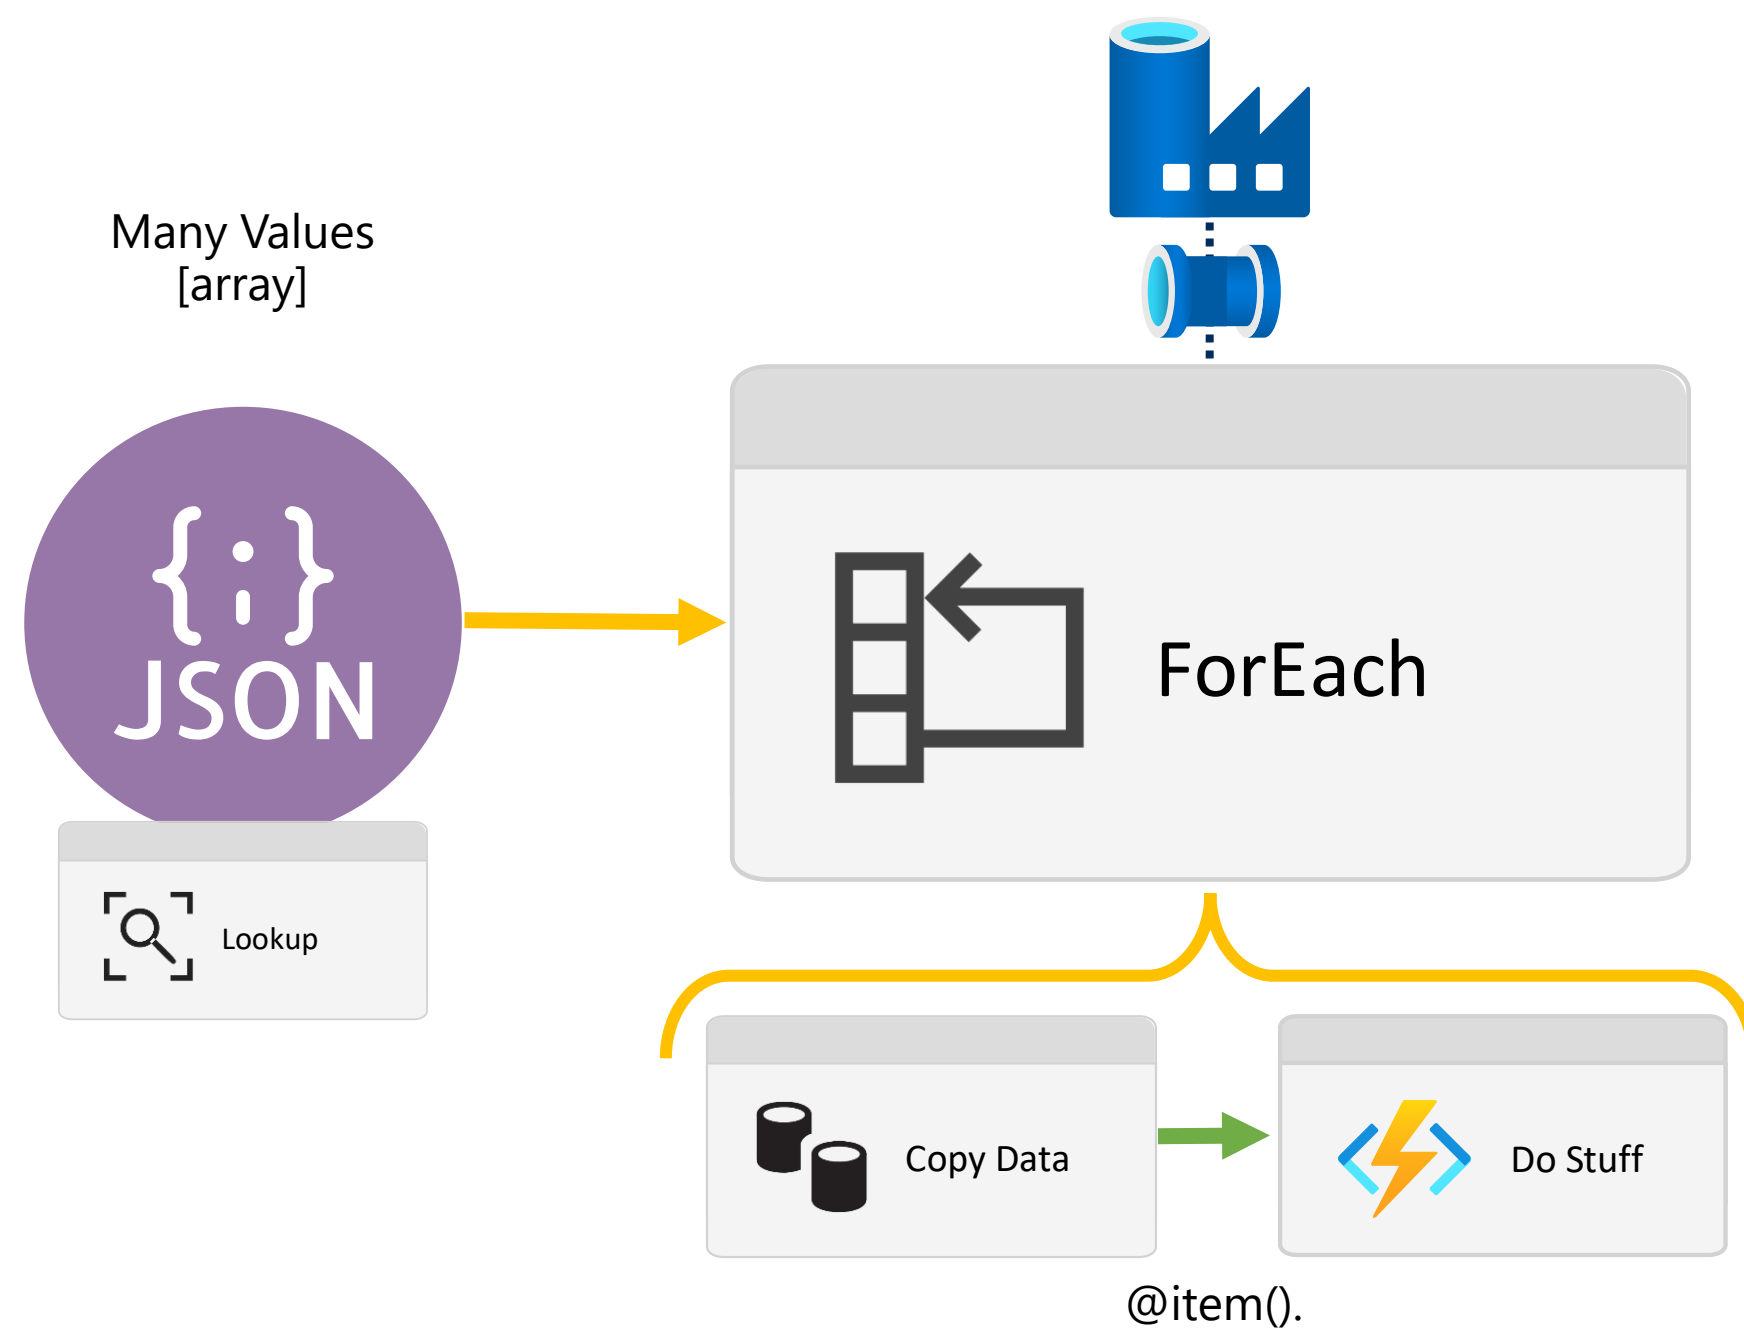 Many Values
[array]
{;}
JSON
Lookup
ForEach
Copy Data
Do Stuff
@item().